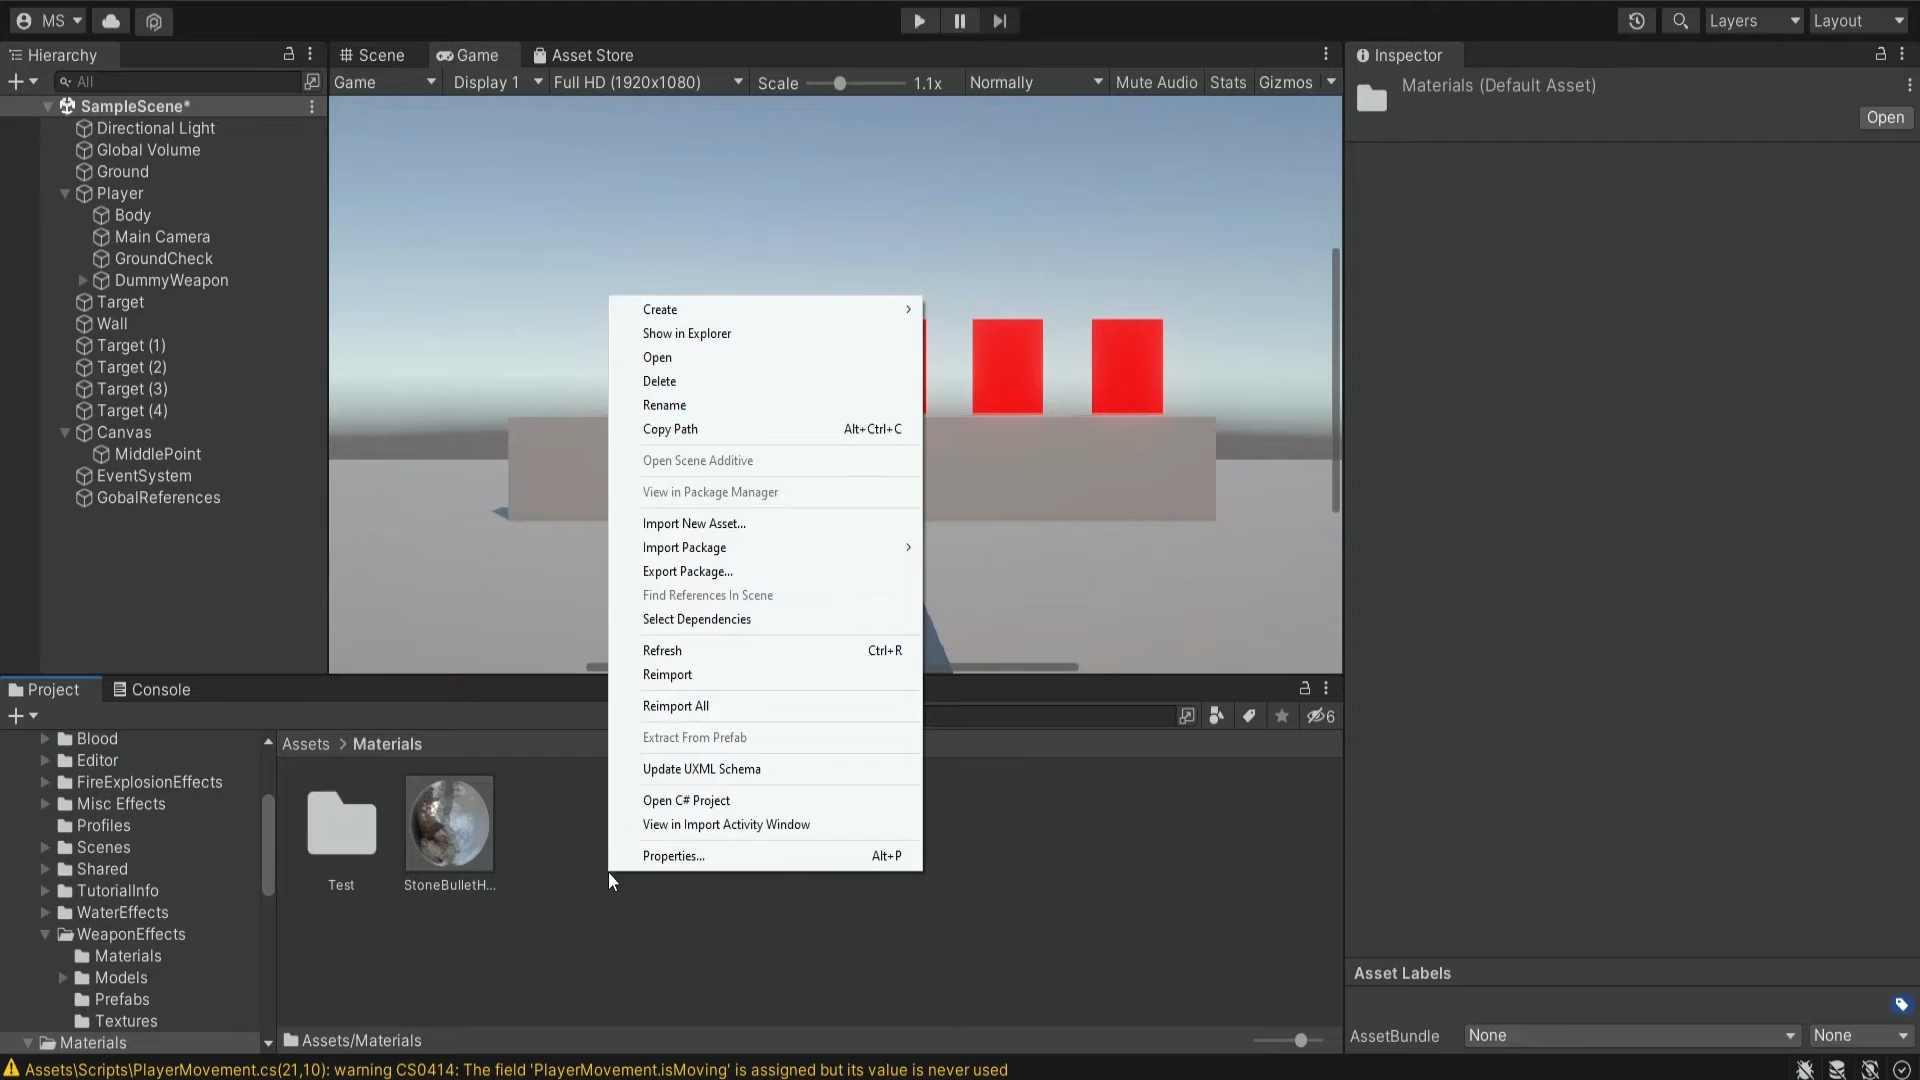 MS
Layers
Layout
Hierarchy
All
SampleScene*
Directional Light
Global Volume
Ground
Player
Body
Main Camera
GroundCheck
DummyWeapon
Target
Wall
Target (1)
Target (2)
Target (3)
Target (4)
Canvas
MiddlePoint
EventSystem
GobalReferences
Scene
Game
Asset Store
Game
Display 1
Full HD (1920x1080)
Scale
1.1x
Normally
Mute Audio
Stats
Gizmos
Create
Show in Explorer
Open
Delete
Rename
Copy Path Alt+Ctrl+C
Open Scene Additive
View in Package Manager
Import New Asset...
Import Package
Export Package...
Find References In Scene
Select Dependencies
Refresh Ctrl+R
Reimport
Reimport All
Extract From Prefab
Update UXML Schema
Open C# Project
View in Import Activity Window
Properties... Alt+P
Inspector
Materials (Default Asset)
Open
Asset Labels
AssetBundle
None
None
Project
Console
6
Blood
Editor
FireExplosionEffects
Misc Effects
Profiles
Scenes
Shared
TutorialInfo
WaterEffects
WeaponEffects
Materials
Models
Prefabs
Textures
Materials
Assets > Materials
Test
StoneBulletH...
Assets/Materials
Assets\Scripts\PlayerMovement.cs(21,10): warning CS0414: The field 'PlayerMovement.isMoving' is assigned but its value is never used